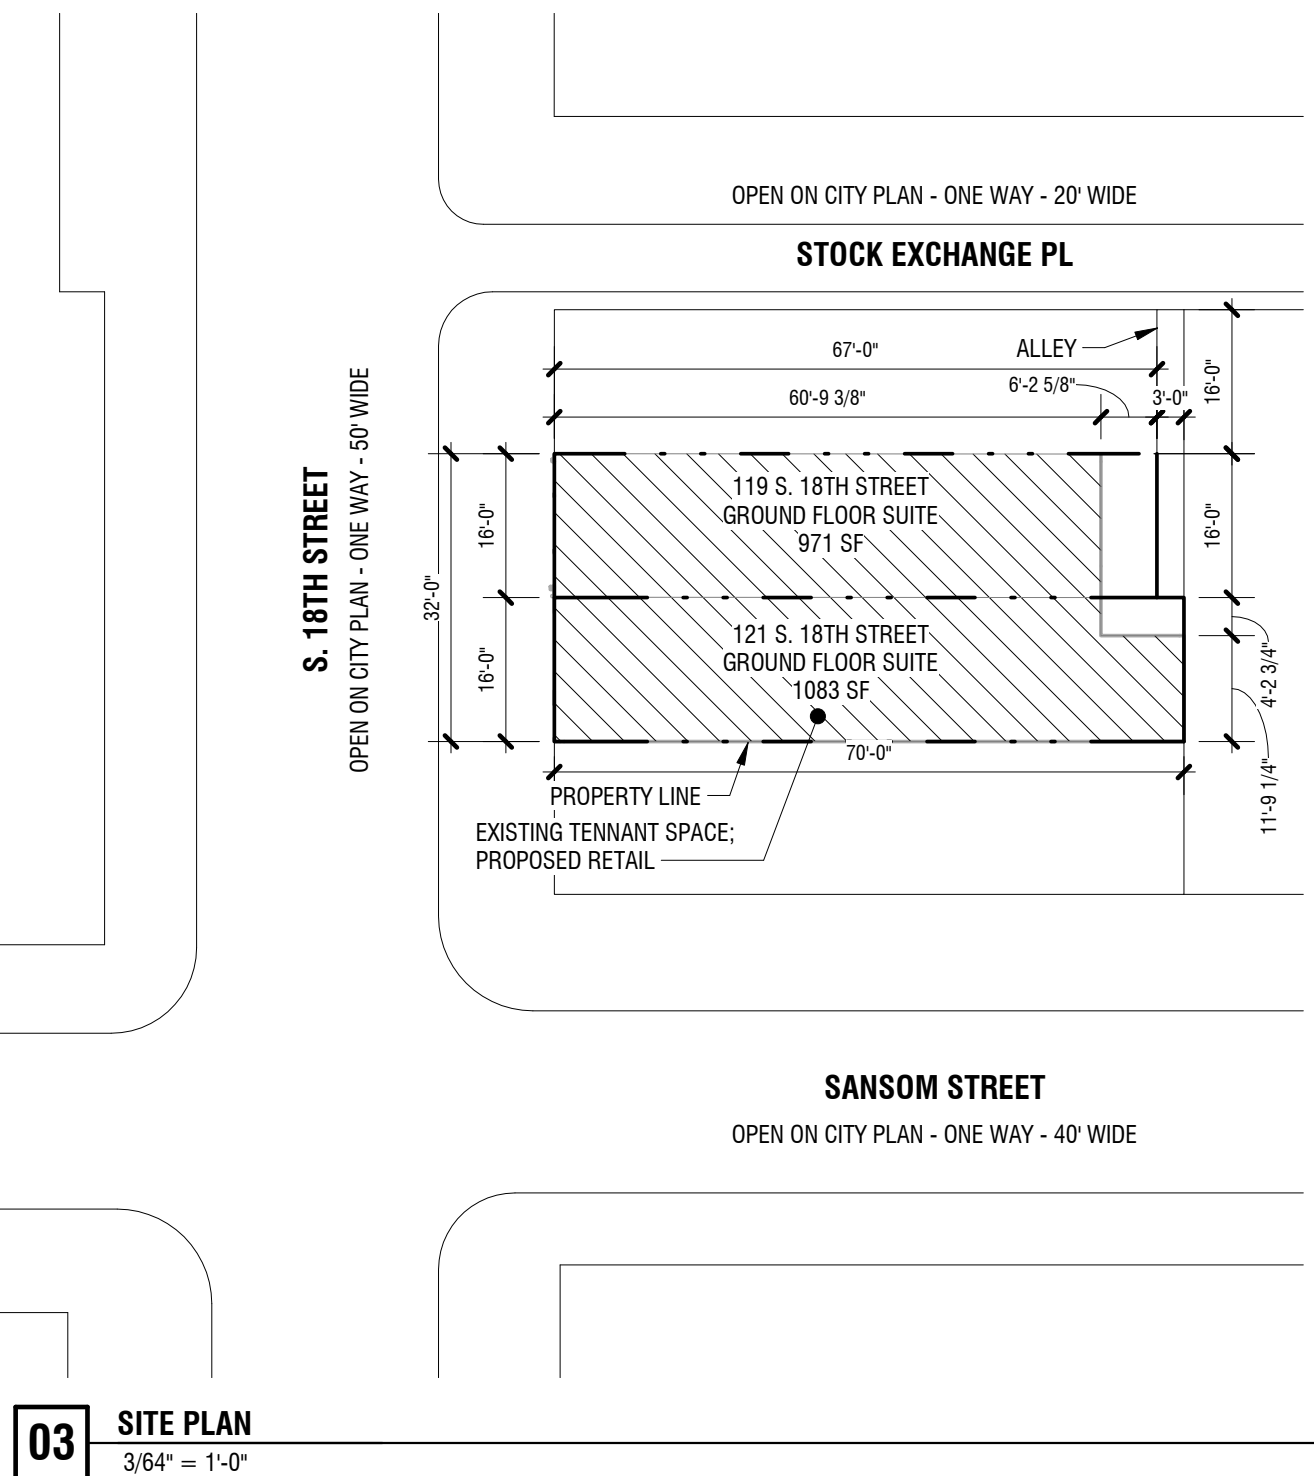 OPEN ON CITY PLAN - ONE WAY - 20' WIDE
STOCK EXCHANGE PL
67'-0"
ALLEY
60'-9 3/8"
6'-2 5/8"
3'-0"
16'-0"
S. 18TH STREET
OPEN ON CITY PLAN - ONE WAY - 50' WIDE
32'-0"
16'-0"
16'-0"
119 S. 18TH STREET
GROUND FLOOR SUITE
971 SF
121 S. 18TH STREET
GROUND FLOOR SUITE
1083 SF
16'-0"
4'-2 3/4"
11'-9 1/4"
70'-0"
PROPERTY LINE
EXISTING TENNANT SPACE;
PROPOSED RETAIL
SANSOM STREET
OPEN ON CITY PLAN - ONE WAY - 40' WIDE
03
SITE PLAN
3/64" = 1'-0"